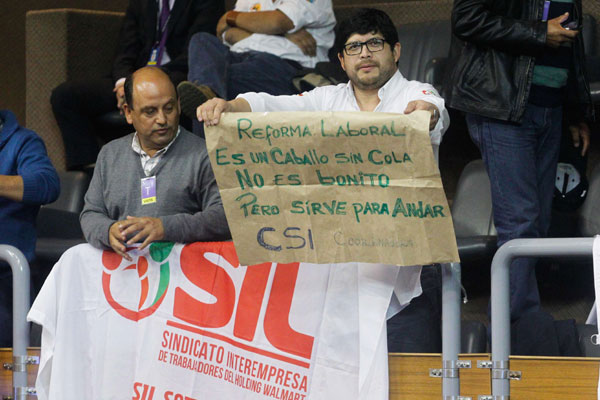 REFORMA LABORAL
ES UN CABALLO SIN COLA
NO ES BONITO
PERO SIRVE PARA ANDAR
CSI COORDINADORA
SIL
SINDICATO INTEREMPRESA
DE TRABAJADORES DEL HOLDING WALMART